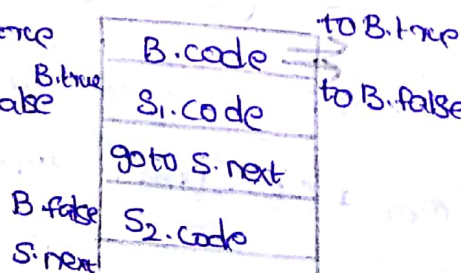 B.code
to B.true
B.true
to B.false
S₁.code
goto S.next
B.false
S₂.code
S.next